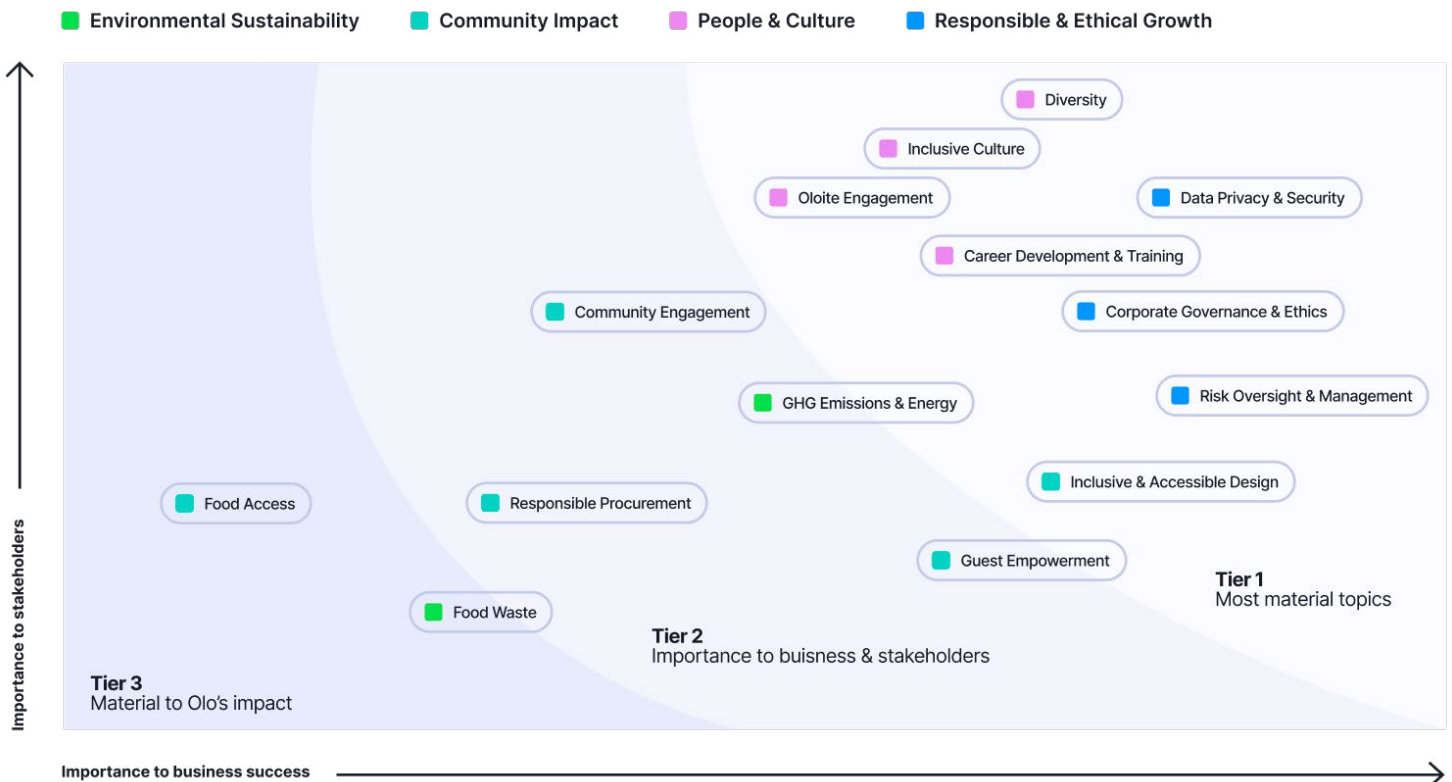 Environmental Sustainability
Community Impact
People & Culture
Responsible & Ethical Growth
Importance to stakeholders
Diversity
Inclusive Culture
Oloite Engagement
Data Privacy & Security
Career Development & Training
Community Engagement
Corporate Governance & Ethics
GHG Emissions & Energy
Risk Oversight & Management
Inclusive & Accessible Design
Food Access
Responsible Procurement
Guest Empowerment
Food Waste
Tier 1
Most material topics
Tier 2
Importance to buisness & stakeholders
Tier 3
Material to Olo’s impact
Importance to business success